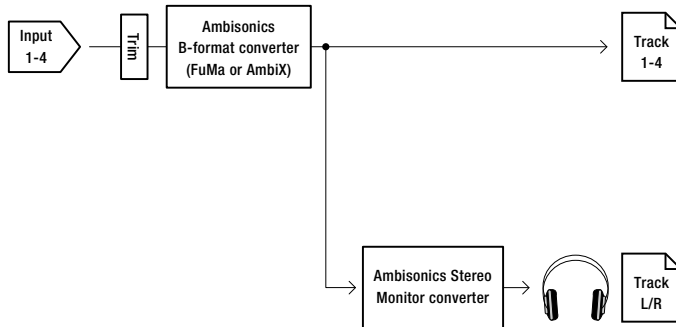 Input
1-4
Trim
Ambisonics
B-format converter
(FuMa or AmbiX)
Track
1-4
Ambisonics Stereo
Monitor converter
Track
L/R